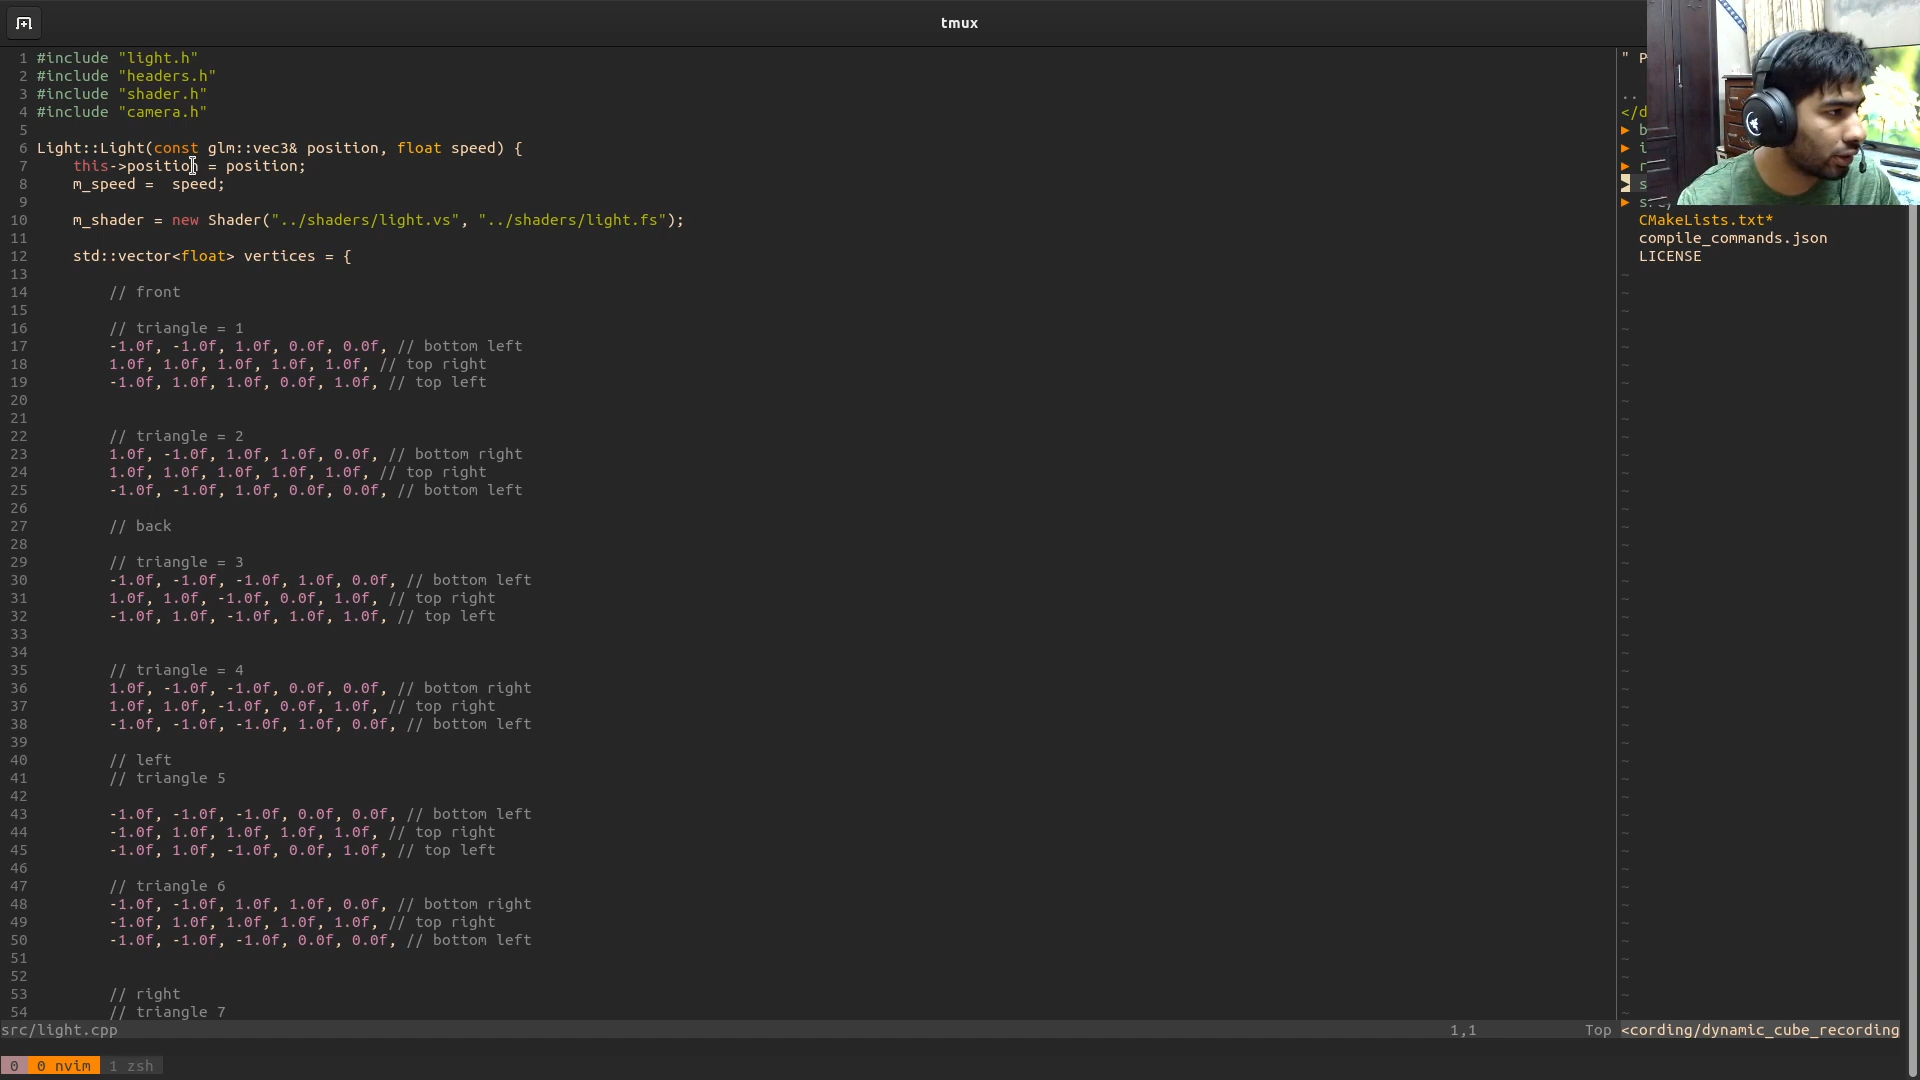 tmux
1 #include "light.h"
2 #include "headers.h"
3 #include "shader.h"
4 #include "camera.h"
5
6 Light::Light(const glm::vec3& position, float speed) {
7 this->position = position;
8 m_speed =  speed;
9
10 m_shader = new Shader("../shaders/light.vs", "../shaders/light.fs");
11
12 std::vector<float> vertices = {
13
14 // front
15
16 // triangle = 1
17 -1.0f, -1.0f, 1.0f, 0.0f, 0.0f, // bottom left
18 1.0f, 1.0f, 1.0f, 1.0f, 1.0f, // top right
19 -1.0f, 1.0f, 1.0f, 0.0f, 1.0f, // top left
20
21
22 // triangle = 2
23 1.0f, -1.0f, 1.0f, 1.0f, 0.0f, // bottom right
24 1.0f, 1.0f, 1.0f, 1.0f, 1.0f, // top right
25 -1.0f, -1.0f, 1.0f, 0.0f, 0.0f, // bottom left
26
27 // back
28
29 // triangle = 3
30 -1.0f, -1.0f, -1.0f, 1.0f, 0.0f, // bottom left
31 1.0f, 1.0f, -1.0f, 0.0f, 1.0f, // top right
32 -1.0f, 1.0f, -1.0f, 1.0f, 1.0f, // top left
33
34
35 // triangle = 4
36 1.0f, -1.0f, -1.0f, 0.0f, 0.0f, // bottom right
37 1.0f, 1.0f, -1.0f, 0.0f, 1.0f, // top right
38 -1.0f, -1.0f, -1.0f, 1.0f, 0.0f, // bottom left
39
40 // left
41 // triangle 5
42
43 -1.0f, -1.0f, -1.0f, 0.0f, 0.0f, // bottom left
44 -1.0f, 1.0f, 1.0f, 1.0f, 1.0f, // top right
45 -1.0f, 1.0f, -1.0f, 0.0f, 1.0f, // top left
46
47 // triangle 6
48 -1.0f, -1.0f, 1.0f, 1.0f, 0.0f, // bottom right
49 -1.0f, 1.0f, 1.0f, 1.0f, 1.0f, // top right
50 -1.0f, -1.0f, -1.0f, 0.0f, 0.0f, // bottom left
51
52
53 // right
54 // triangle 7
" P
..
</d
▸ b
▸ i
▸ r
▸ s
▸ s
CMakeLists.txt*
compile_commands.json
LICENSE
src/light.cpp 1,1 Top
<cording/dynamic_cube_recording
0 0 nvim 1 zsh